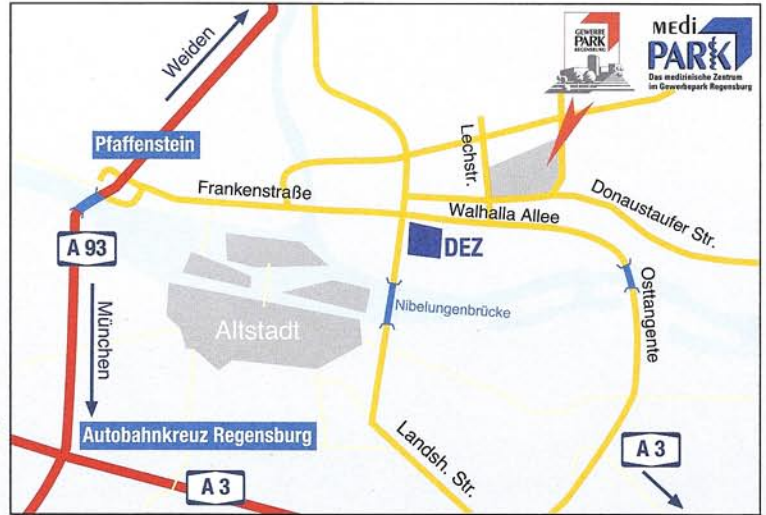 GEWERBE
PARK
REGENSBURG
MEdi
PARK
Das medizinische Zentrum
im Gewerbepark Regensburg
Weiden
Pfaffenstein
Lechstr.
Frankenstraße
Walhalla Allee
Donaustaufer Str.
A 93
DEZ
Osttangente
München
Nibelungenbrücke
Altstadt
Autobahnkreuz Regensburg
Landsh. Str.
A 3
A 3